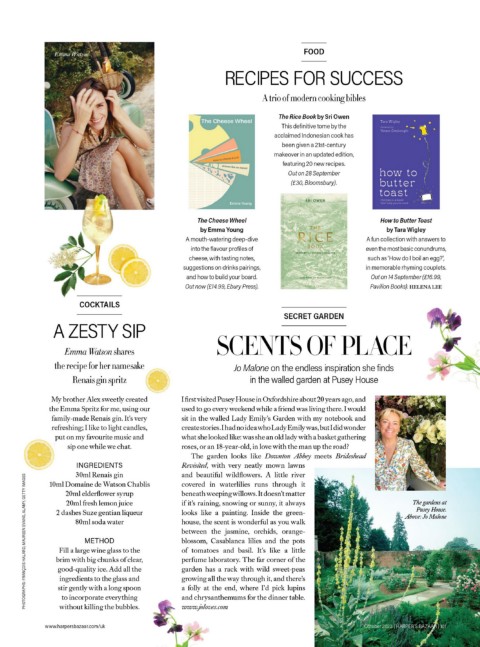 Emma Watson
FOOD
RECIPES FOR SUCCESS
A trio of modern cooking bibles
The Cheese Wheel
Emma Young
The Cheese Wheel
by Emma Young
A mouth-watering deep-dive
into the flavour profiles of
cheese, with tasting notes,
suggestions on drinks pairings,
and how to build your board.
Out now (£14.99, Ebury Press).
The Rice Book by Sri Owen
This definitive tome by the
acclaimed Indonesian cook has
been given a 21st-century
makeover in an updated edition,
featuring 20 new recipes.
Out on 28 September
(£30, Bloomsbury).
SRI OWEN
THE
RICE
BOOK
Tara Wigley
how to
butter
toast
How to Butter Toast
by Tara Wigley
A fun collection with answers to
even the most basic conundrums,
such as 'How do I boil an egg?',
in memorable rhyming couplets.
Out on 14 September (£16.99,
Pavilion Books). HELENA LEE
COCKTAILS
A ZESTY SIP
Emma Watson shares
the recipe for her namesake
Renais gin spritz
My brother Alex sweetly created
the Emma Spritz for me, using our
family-made Renais gin. It's very
refreshing; I like to light candles,
put on my favourite music and
sip one while we chat.
INGREDIENTS
30ml Renais gin
10ml Domaine de Watson Chablis
20ml elderflower syrup
20ml fresh lemon juice
2 dashes Suze gentian liqueur
80ml soda water
METHOD
Fill a large wine glass to the
brim with big chunks of clear,
good-quality ice. Add all the
ingredients to the glass and
stir gently with a long spoon
to incorporate everything
without killing the bubbles.
SECRET GARDEN
SCENTS OF PLACE
Jo Malone on the endless inspiration she finds
in the walled garden at Pusey House
I first visited Pusey House in Oxfordshire about 20 years ago, and
used to go every weekend while a friend was living there. I would
sit in the walled Lady Emily's Garden with my notebook and
create stories. I had no idea who Lady Emily was, but I did wonder
what she looked like: was she an old lady with a basket gathering
roses, or an 18-year-old, in love with the man up the road?
The garden looks like Downton Abbey meets Brideshead
Revisited, with very neatly mown lawns
and beautiful wildflowers. A little river
covered in waterlilies runs through it
beneath weeping willows. It doesn't matter
if it's raining, snowing or sunny, it always
looks like a painting. Inside the green-
house, the scent is wonderful as you walk
between the jasmine, orchids, orange-
blossom, Casablanca lilies and the pots
of tomatoes and basil. It's like a little
perfume laboratory. The far corner of the
garden has a rack with wild sweet-peas
growing all the way through it, and there's
a folly at the end, where I'd pick lupins
and chrysanthemums for the dinner table.
www.joloves.com
The gardens at
Pusey House.
Above: Jo Malone
www.harpersbazaar.com/uk
October 2023 | HARPER'S BAZAAR |